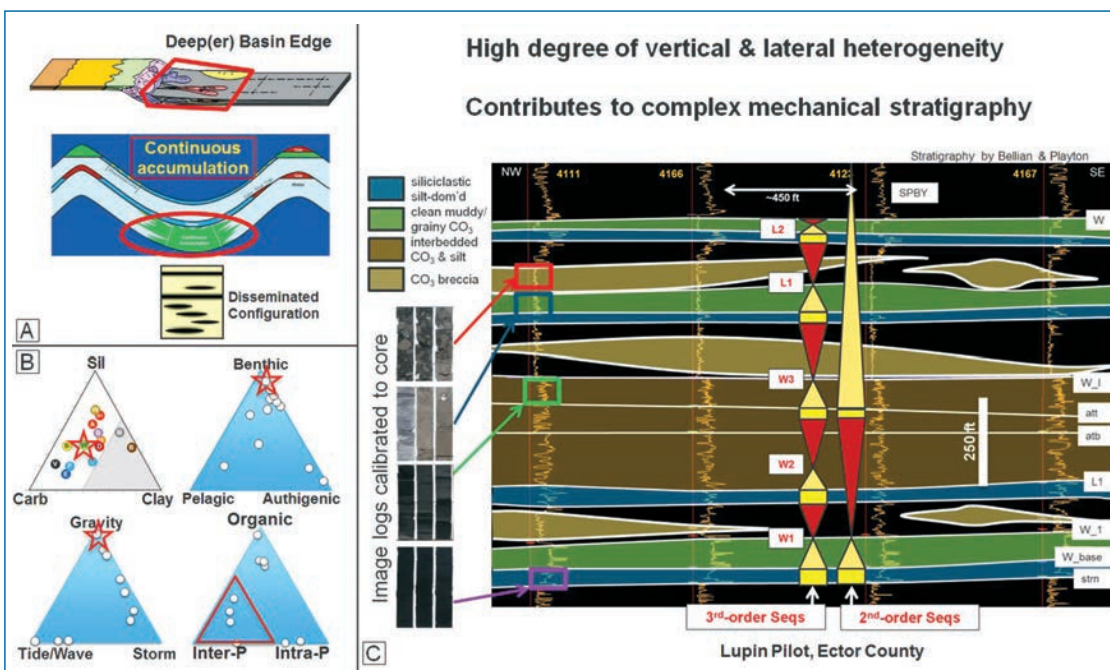 Deep(er) Basin Edge
Continuous
accumulation
Disseminated
Configuration
A
B
Sil
Carb
Clay
Benthic
Pelagic
Authigenic
Gravity
Tide/Wave
Storm
Organic
Inter-P
Intra-P
High degree of vertical & lateral heterogeneity
Contributes to complex mechanical stratigraphy
Stratigraphy by Bellian & Playton
siliciclastic
silt-dom'd
clean muddy/
grainy CO3
interbedded
CO3 & silt
CO3 breccia
Image logs calibrated to core
NW
4111
4166
~450 ft
SPBY
4167
SE
L2
L1
W3
W2
W1
250 ft
W
W_l
att
atb
L1
W_1
W_base
strn
3rd-order Seqs
2nd-order Seqs
Lupin Pilot, Ector County
C